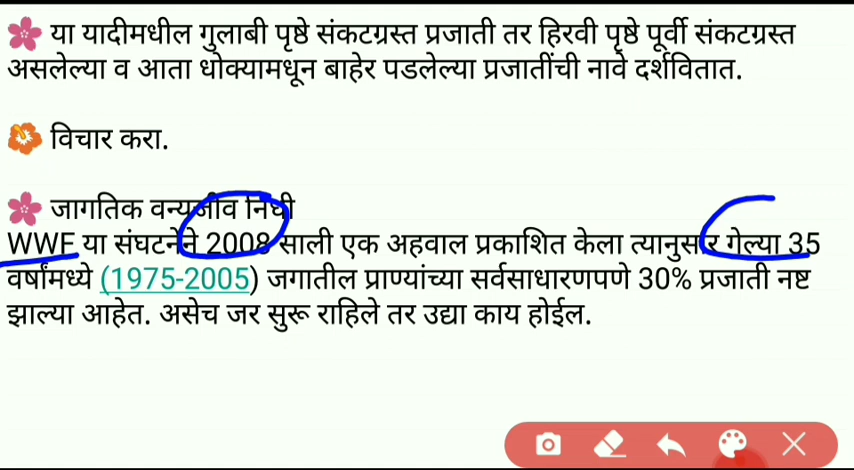 या यादीमधील गुलाबी पृष्ठे संकटग्रस्त प्रजाती तर हिरवी पृष्ठे पूर्वी संकटग्रस्त
असलेल्या व आता धोक्यामधून बाहेर पडलेल्या प्रजातींची नावे दर्शवितात.
विचार करा.
जागतिक वन्यजीव निधी
WWF या संघटनेने 2008 साली एक अहवाल प्रकाशित केला त्यानुसार गेल्या 35
वर्षांमध्ये (1975-2005) जगातील प्राण्यांच्या सर्वसाधारणपणे 30% प्रजाती नष्ट
झाल्या आहेत. असेच जर सुरू राहिले तर उद्या काय होईल.